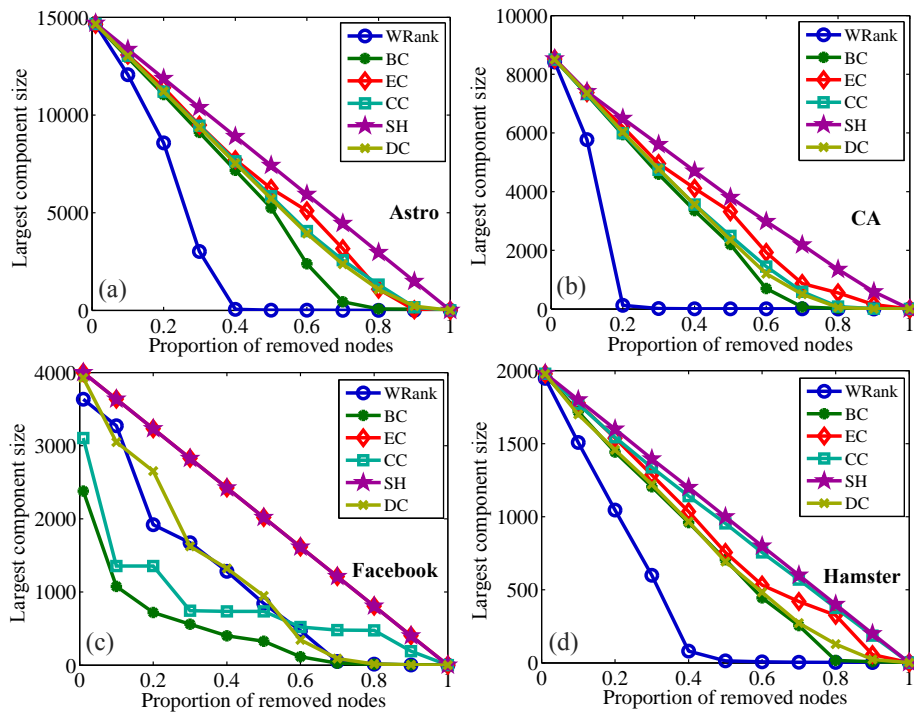 15000
10000
5000
0
0
0.2
0.4
0.6
0.8
1
Largest component size
Proportion of removed nodes
WRank
BC
EC
CC
SH
DC
Astro
(a)
10000
8000
6000
4000
2000
0
0
0.2
0.4
0.6
0.8
1
Largest component size
Proportion of removed nodes
WRank
BC
EC
CC
SH
DC
CA
(b)
4000
3000
2000
1000
0
0
0.2
0.4
0.6
0.8
1
Largest component size
Proportion of removed nodes
WRank
BC
EC
CC
SH
DC
Facebook
(c)
2000
1500
1000
500
0
0
0.2
0.4
0.6
0.8
1
Largest component size
Proportion of removed nodes
WRank
BC
EC
CC
SH
DC
Hamster
(d)